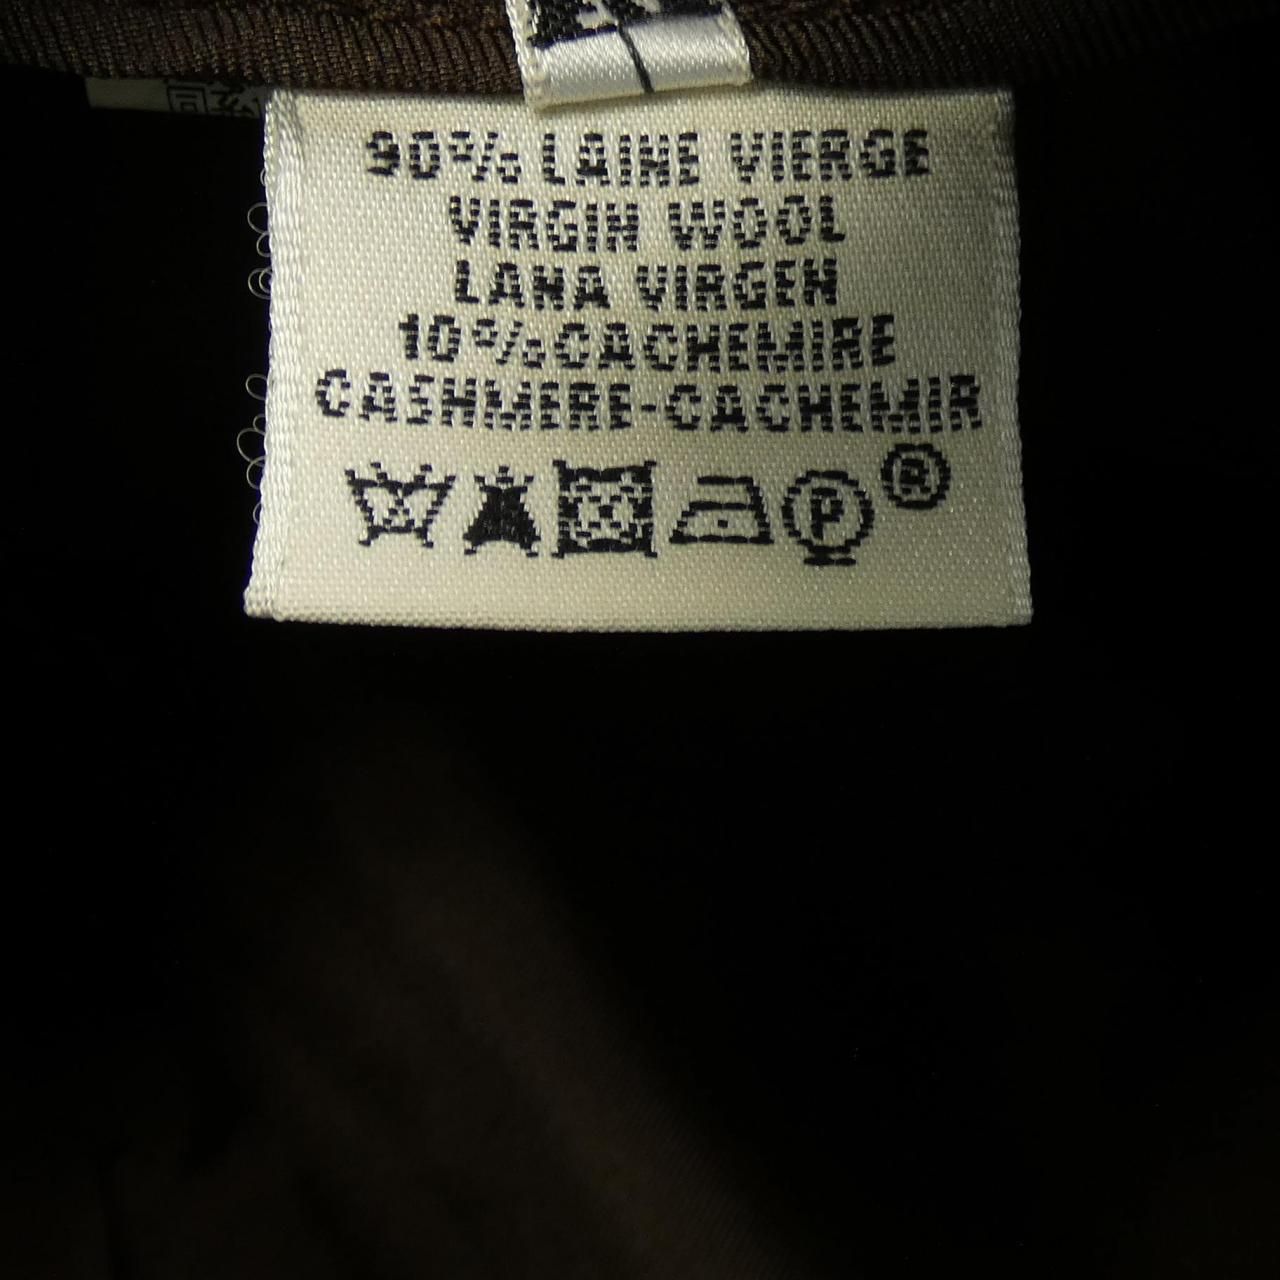 90% LAINE VIERGE
VIRGIN WOOL
LANA VIRGEN
10% CACHEMIRE
CASHMERE-CACHEMIR
P ®